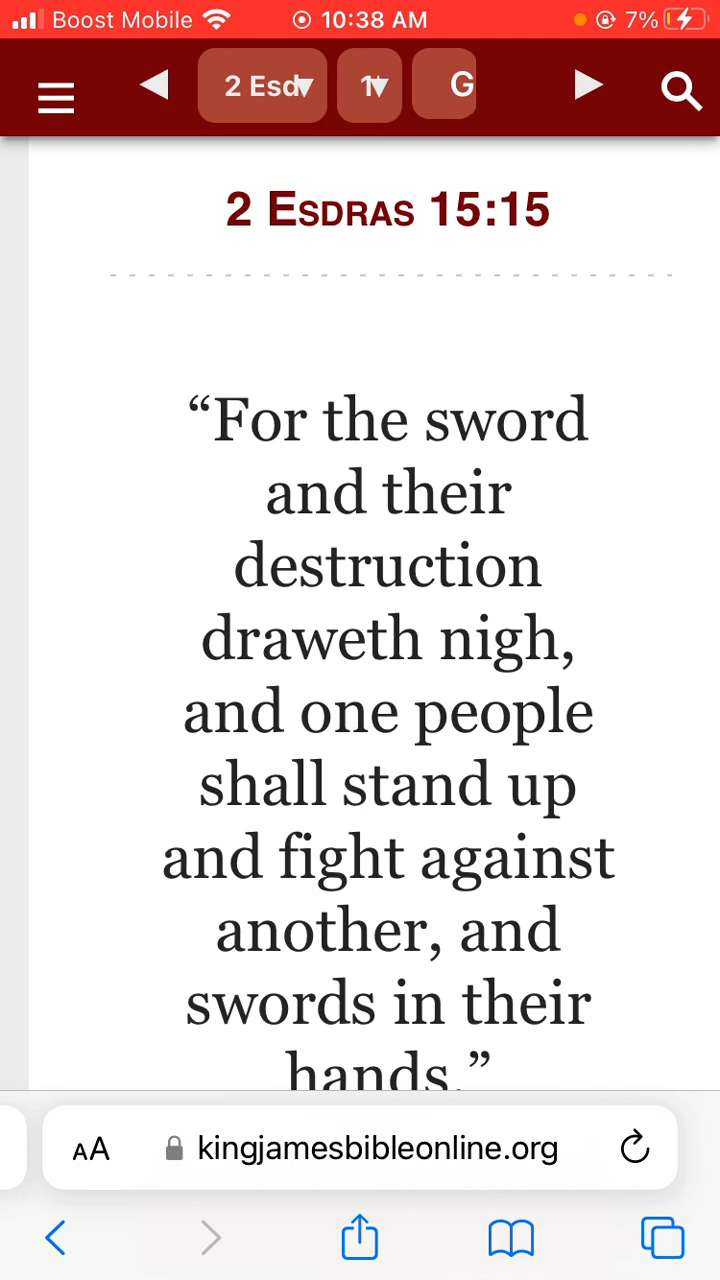 Boost Mobile 10:38 AM 7%
2 Esd 1 G
2 ESDRAS 15:15
“For the sword
and their
destruction
draweth nigh,
and one people
shall stand up
and fight against
another, and
swords in their
hands.”
AA kingjamesbibleonline.org